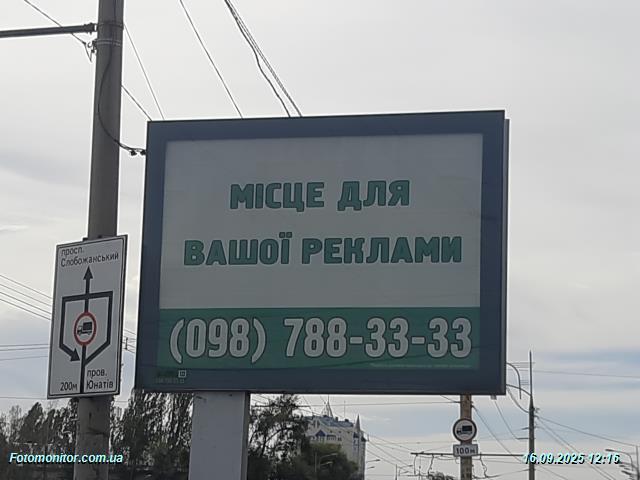 МІСЦЕ ДЛЯ
ВАШОЇ РЕКЛАМИ
(098) 788-33-33
просп.
Слобожанський
пров.
Юнатів
200м
100 м
Fotomonitor.com.ua
16.09.2025 12:16